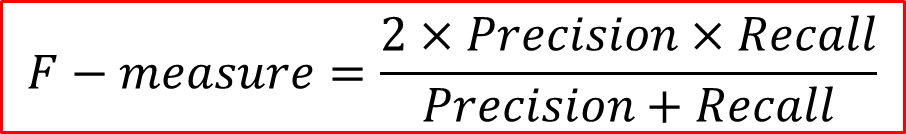 F − measure = 2 × Precision × Recall / Precision + Recall